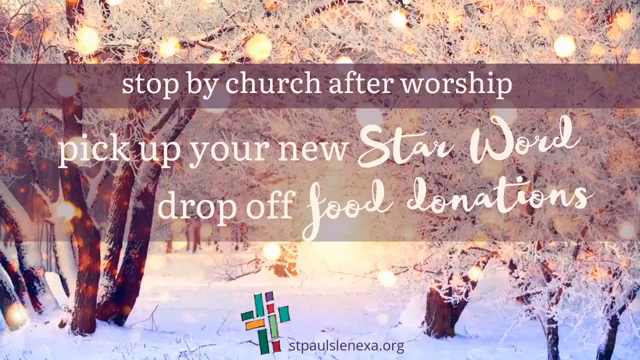 stop by church after worship
pick up your new Star Word
drop off food donations
stpaulslenexa.org